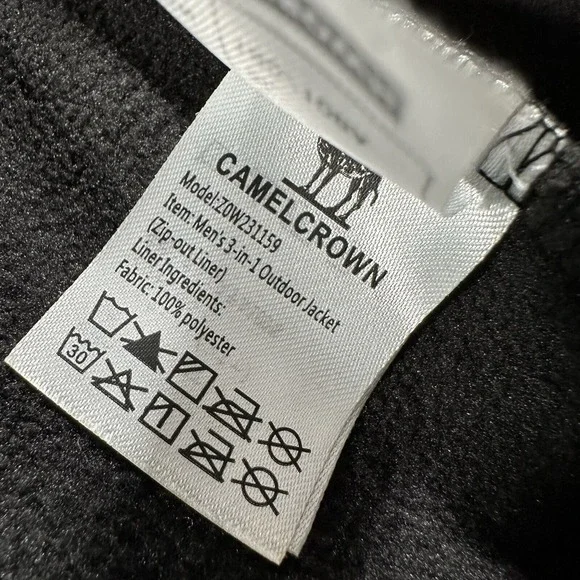 CAMELCROWN
Model:Z0W231159
Item: Men's 3-in-1 Outdoor Jacket
(Zip-out Liner)
Liner Ingredients:
Fabric: 100% polyester
30